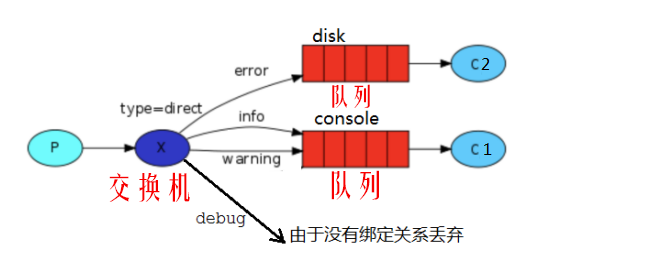 disk
error
C2
type=direct
队列
info
console
P
X
C1
warning
交换机
队列
debug
由于没有绑定关系丢弃